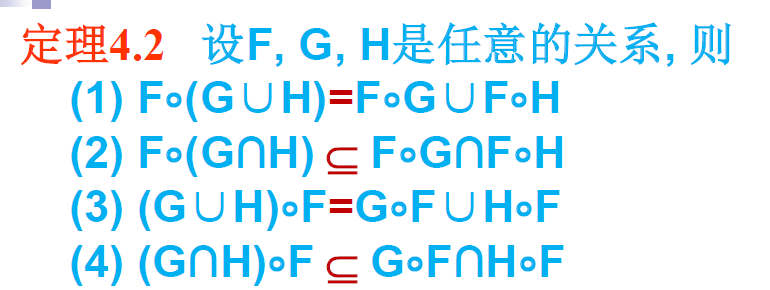 定理4.2 设F, G, H是任意的关系, 则
(1) F∘(G∪H)=F∘G∪F∘H
(2) F∘(G∩H) ⊆ F∘G∩F∘H
(3) (G∪H)∘F=G∘F∪H∘F
(4) (G∩H)∘F ⊆ G∘F∩H∘F